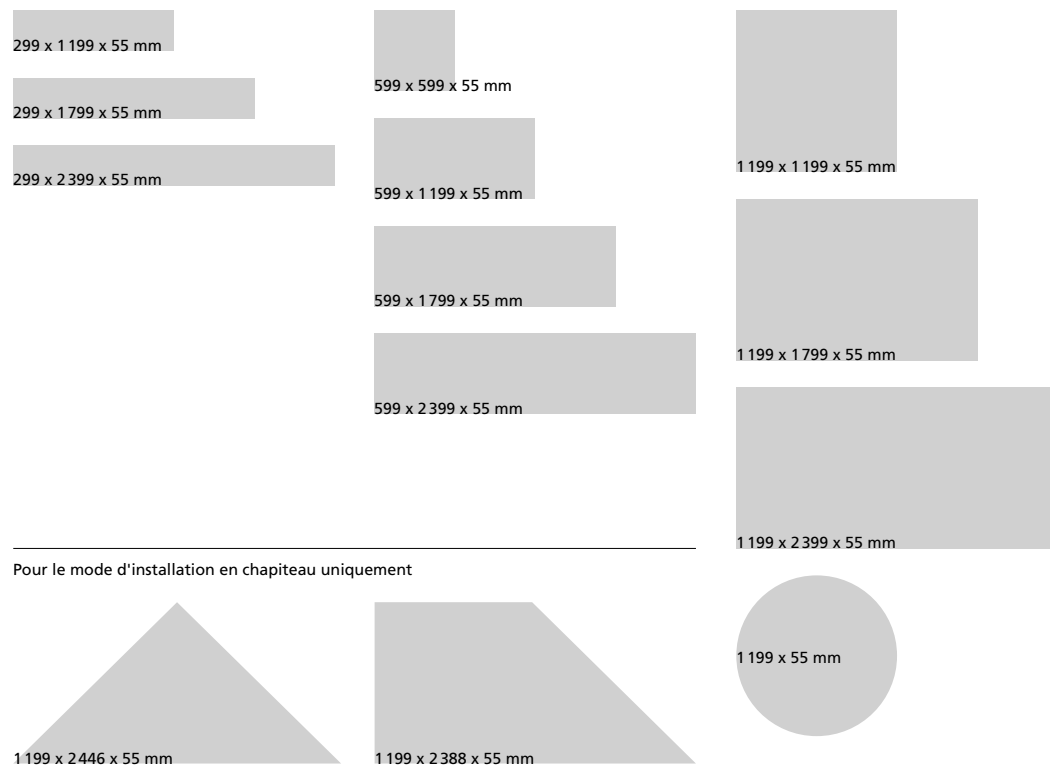 299 x 1 199 x 55 mm
299 x 1 799 x 55 mm
299 x 2 399 x 55 mm
599 x 599 x 55 mm
599 x 1 199 x 55 mm
599 x 1 799 x 55 mm
599 x 2 399 x 55 mm
1 199 x 1 199 x 55 mm
1 199 x 1 799 x 55 mm
1 199 x 2 399 x 55 mm
1 199 x 55 mm
Pour le mode d'installation en chapiteau uniquement
1 199 x 2 446 x 55 mm
1 199 x 2 388 x 55 mm